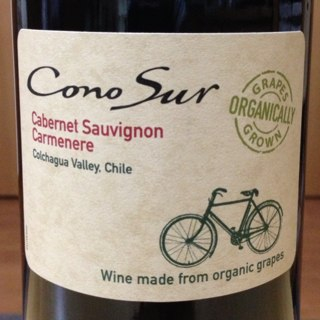 Cono Sur
Cabernet Sauvignon
Carmenere
Colchagua Valley, Chile
GRAPES
ORGANICALLY
GROWN
Wine made from organic grapes